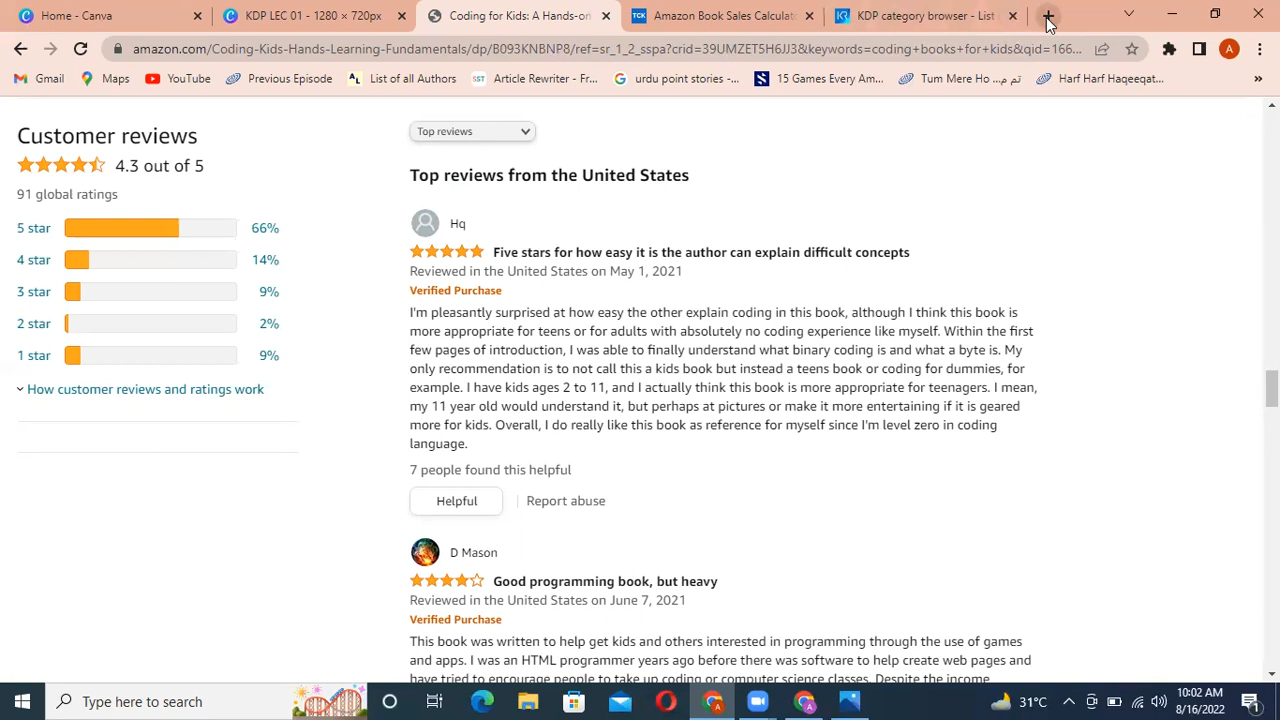 Home - Canva
KDP LEC 01 - 1280 × 720px
Coding for Kids: A Hands-on
Amazon Book Sales Calculat
KDP category browser - List
amazon.com/Coding-Kids-Hands-Learning-Fundamentals/dp/B093KNBNP8/ref=sr_1_2_sspa?crid=39UMZET5H6JJ3&keywords=coding+books+for+kids&qid=166...
A
Gmail
Maps
YouTube
Previous Episode
List of all Authors
Article Rewriter - Fr...
urdu point stories -...
15 Games Every Am...
Tum Mere Ho ... تم م...
Harf Harf Haqeeqat...
»
Customer reviews
4.3 out of 5
91 global ratings
5 star 66%
4 star 14%
3 star 9%
2 star 2%
1 star 9%
How customer reviews and ratings work
Top reviews
Top reviews from the United States
Hq
Five stars for how easy it is the author can explain difficult concepts
Reviewed in the United States on May 1, 2021
Verified Purchase
I'm pleasantly surprised at how easy the other explain coding in this book, although I think this book is
more appropriate for teens or for adults with absolutely no coding experience like myself. Within the first
few pages of introduction, I was able to finally understand what binary coding is and what a byte is. My
only recommendation is to not call this a kids book but instead a teens book or coding for dummies, for
example. I have kids ages 2 to 11, and I actually think this book is more appropriate for teenagers. I mean,
my 11 year old would understand it, but perhaps at pictures or make it more entertaining if it is geared
more for kids. Overall, I do really like this book as reference for myself since I'm level zero in coding
language.
7 people found this helpful
Helpful
Report abuse
D Mason
Good programming book, but heavy
Reviewed in the United States on June 7, 2021
Verified Purchase
This book was written to help get kids and others interested in programming through the use of games
and apps. I was an HTML programmer years ago before there was software to help create web pages and
have tried to encourage people to take up coding or computer science classes. Despite the income
Type here to search
31°C
10:02 AM
8/16/2022